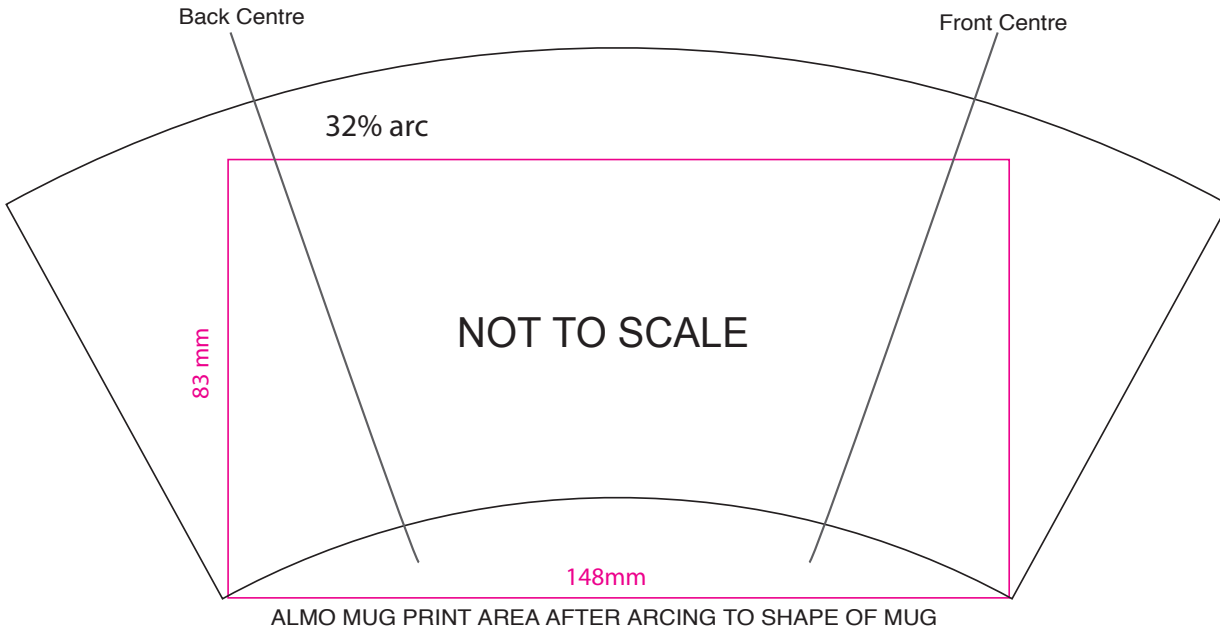 Back Centre
Front Centre
32% arc
NOT TO SCALE
83 mm
148mm
ALMO MUG PRINT AREA AFTER ARCING TO SHAPE OF MUG